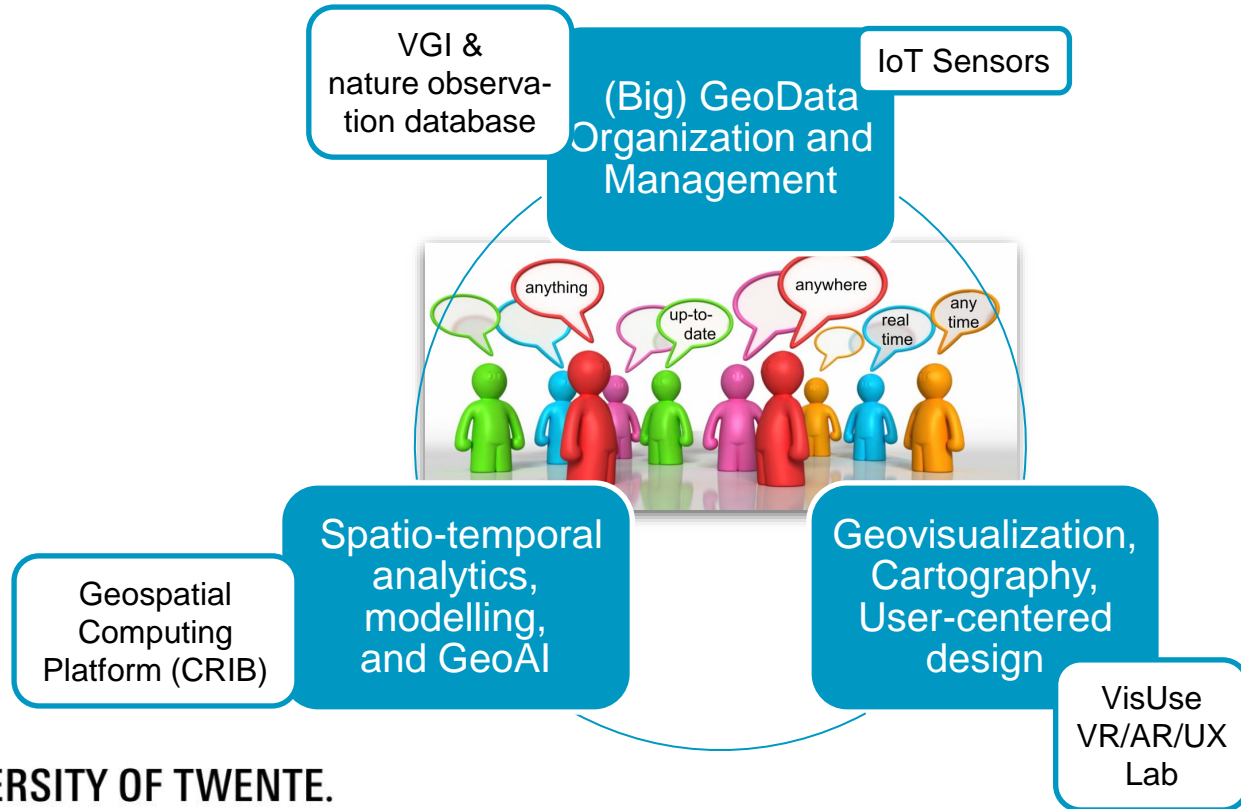 VGI &
nature observa-
tion database
(Big) GeoData
Organization and
Management
IoT Sensors
anything
up-to-
date
anywhere
real
time
any
time
Spatio-temporal
analytics,
modelling,
and GeoAI
Geospatial
Computing
Platform (CRIB)
Geovisualization,
Cartography,
User-centered
design
VisUse
VR/AR/UX
Lab
ERSITY OF TWENTE.